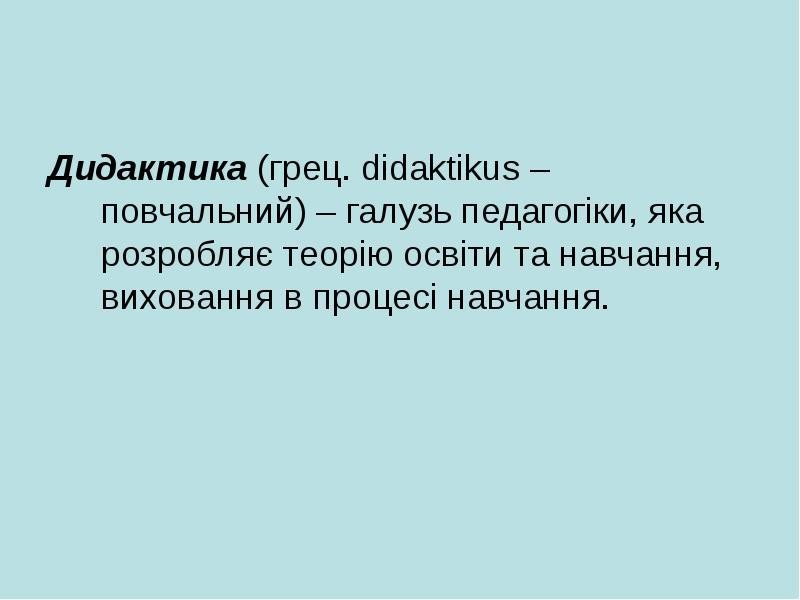 Дидактика (грец. didaktikus –
повчальний) – галузь педагогіки, яка
розробляє теорію освіти та навчання,
виховання в процесі навчання.